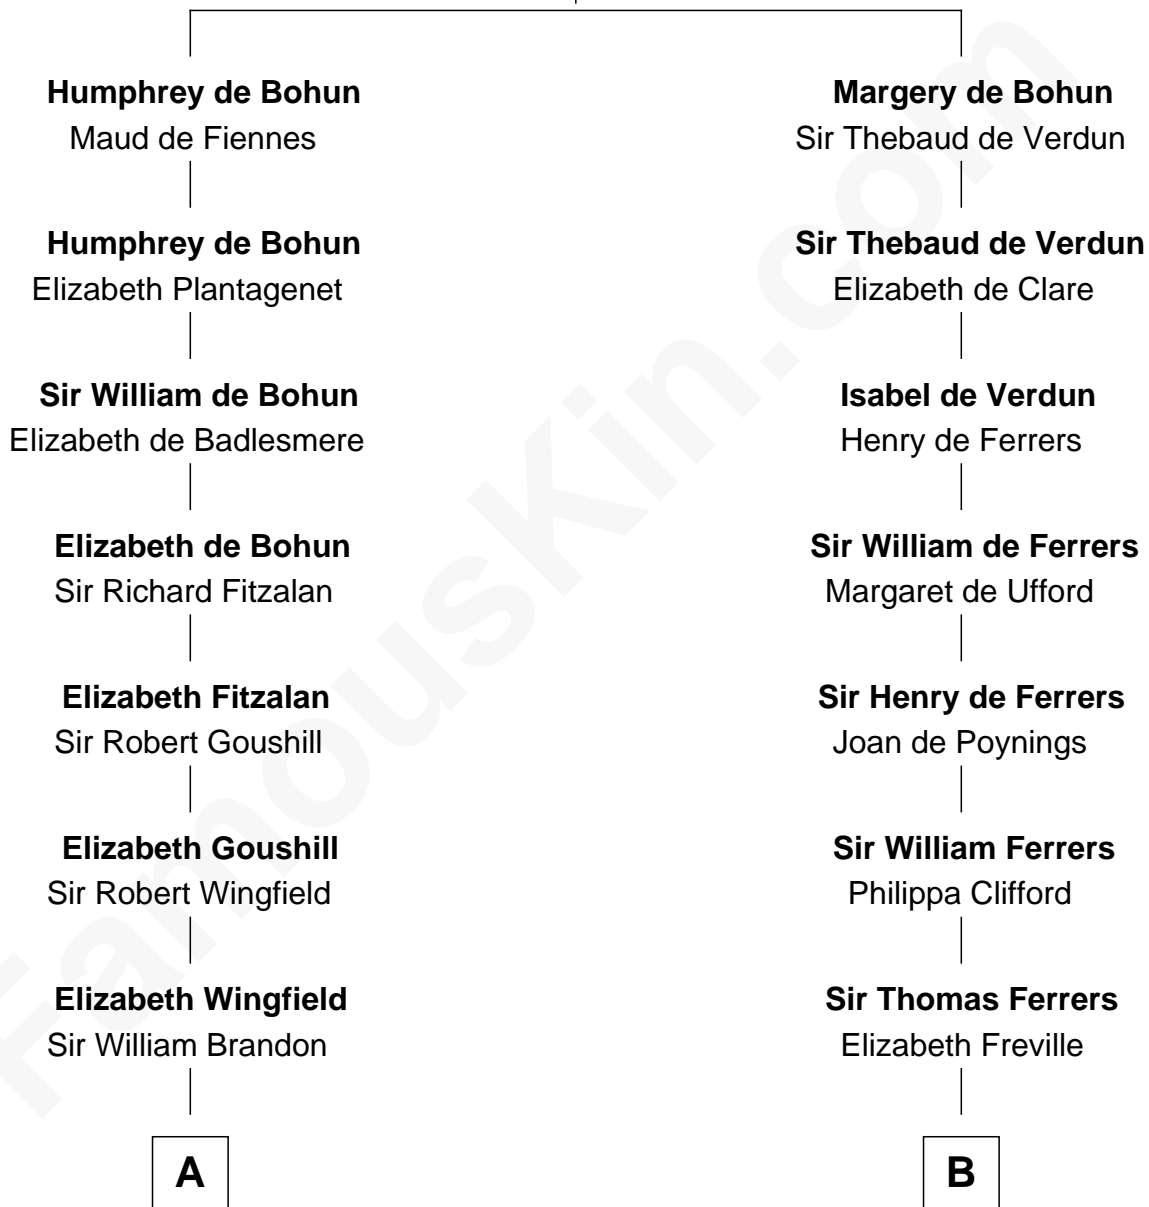 Humphrey de Bohun
Maud de Fiennes
Humphrey de Bohun
Elizabeth Plantagenet
Sir William de Bohun
Elizabeth de Badlesmere
Elizabeth de Bohun
Sir Richard Fitzalan
Elizabeth Fitzalan
Sir Robert Goushill
Elizabeth Goushill
Sir Robert Wingfield
Elizabeth Wingfield
Sir William Brandon
A
Margery de Bohun
Sir Thebaud de Verdun
Sir Thebaud de Verdun
Elizabeth de Clare
Isabel de Verdun
Henry de Ferrers
Sir William de Ferrers
Margaret de Ufford
Sir Henry de Ferrers
Joan de Poynings
Sir William Ferrers
Philippa Clifford
Sir Thomas Ferrers
Elizabeth Freville
B
FamousKin.com